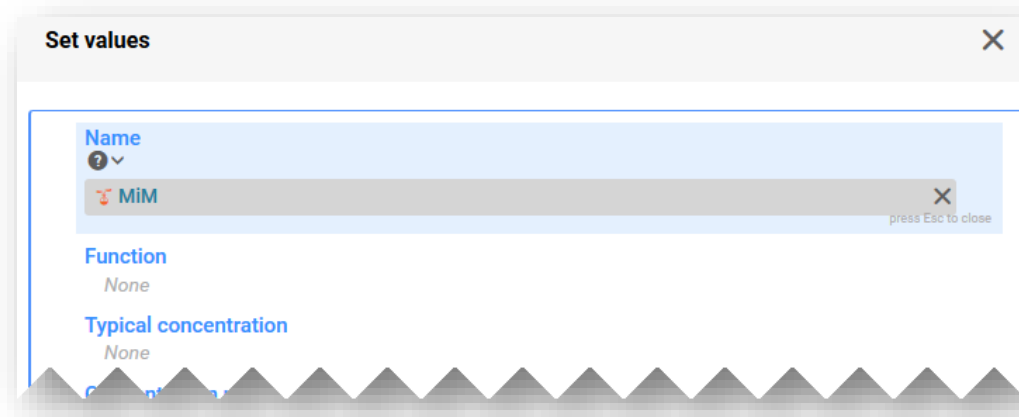 Set values
Name
MiM
press Esc to close
Function
None
Typical concentration
None